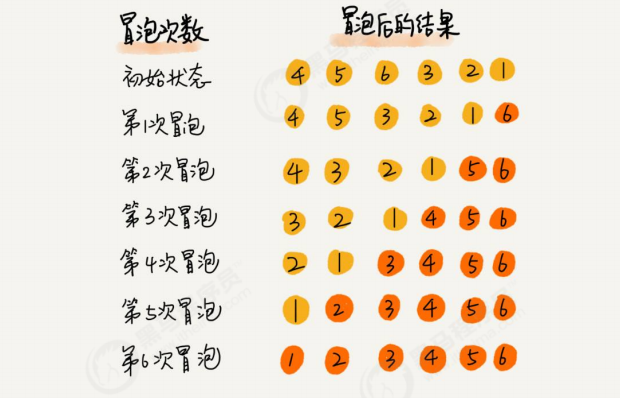 冒泡次数 冒泡后的结果
初始状态 4 5 6 3 2 1
第1次冒泡 4 5 3 2 1 6
第2次冒泡 4 3 2 1 5 6
第3次冒泡 3 2 1 4 5 6
第4次冒泡 2 1 3 4 5 6
第5次冒泡 1 2 3 4 5 6
第6次冒泡 1 2 3 4 5 6